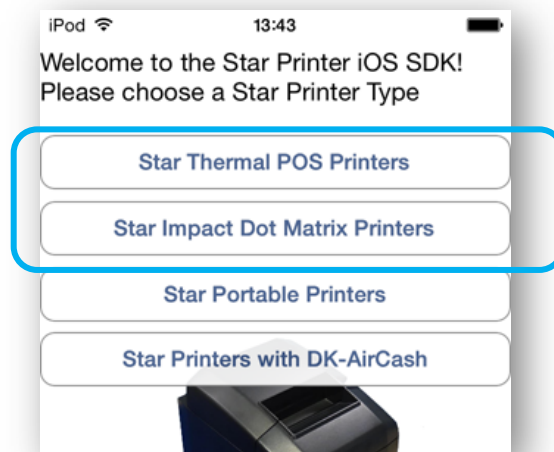 iPod 13:43
Welcome to the Star Printer iOS SDK!
Please choose a Star Printer Type
Star Thermal POS Printers
Star Impact Dot Matrix Printers
Star Portable Printers
Star Printers with DK-AirCash